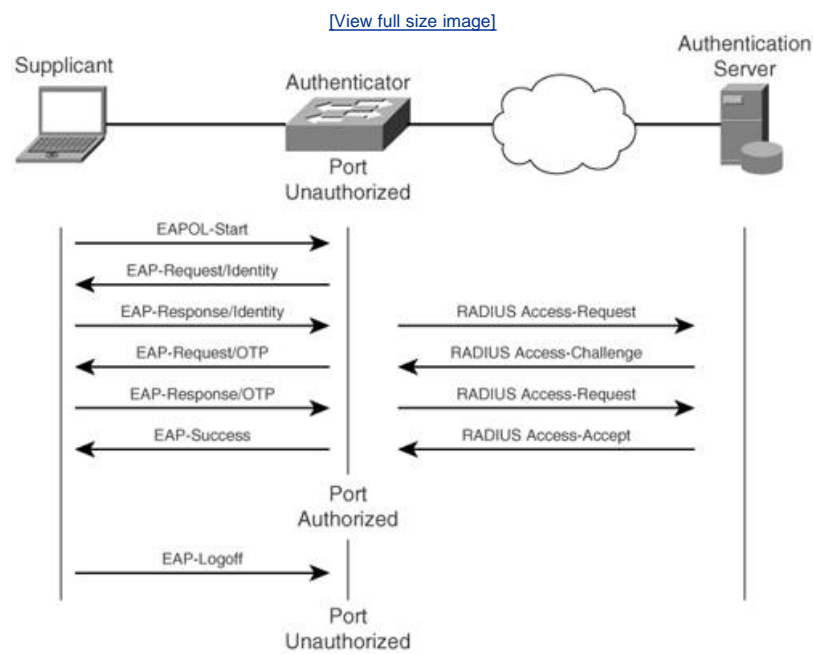 [View full size image]
Supplicant
Authenticator
Authentication
Server
Port
Unauthorized
EAPOL-Start
EAP-Request/Identity
EAP-Response/Identity
RADIUS Access-Request
EAP-Request/OTP
RADIUS Access-Challenge
EAP-Response/OTP
RADIUS Access-Request
EAP-Success
RADIUS Access-Accept
Port
Authorized
EAP-Logoff
Port
Unauthorized